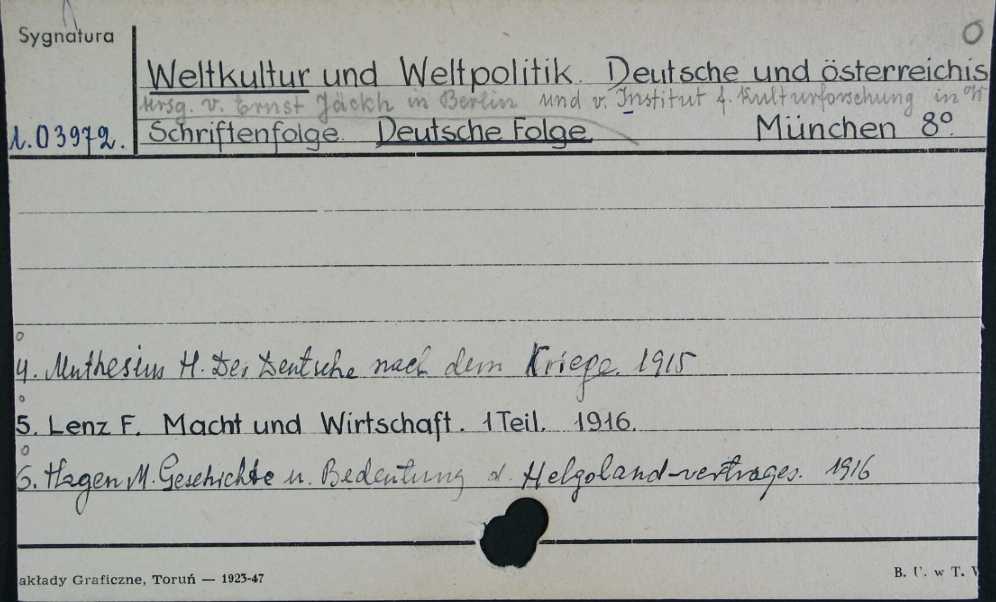 Sygnatura
Weltkultur und Weltpolitik. Deutsche und österreichis
Hrsg. v. Ernst Jäckh in Berlin und v. Institut f. Kulturforschung in W
1.03972.
Schriftenfolge. Deutsche Folge. München 8°
4. Muthesius H. Der Deutsche nach dem Kriege. 1915
5. Lenz F. Macht und Wirtschaft. 1 Teil. 1916.
6. Hagen M. Geschichte u. Bedeutung d. Helgoland-vertrages. 1916
akłady Graficzne, Toruń — 1923-47
B. U. w T.